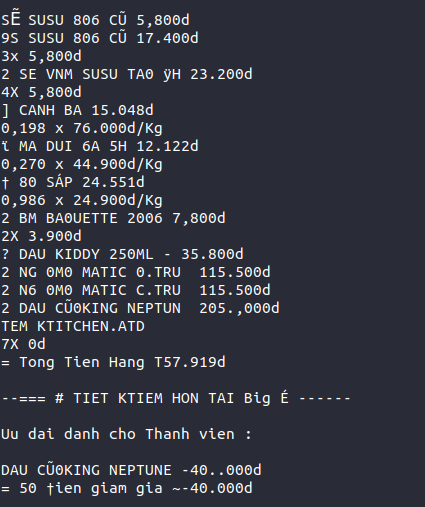 SẼ SUSU 806 CŨ 5,800d
9S SUSU 806 CŨ 17.400d
3x 5,800d
2 SE VNM SUSU TA0 ÿH 23.200d
4X 5,800d
] CANH BA 15.048d
0,198 x 76.000d/Kg
ἵ MA DUI 6A 5H 12.122d
0,270 x 44.900d/Kg
† 80 SÁP 24.551d
0,986 x 24.900d/Kg
2 BM BA0UETTE 2006 7,800d
2X 3.900d
? DAU KIDDY 250ML - 35.800d
2 NG 0M0 MATIC 0.TRU  115.500d
2 N6 0M0 MATIC C.TRU  115.500d
2 DAU CŨ0KING NEPTUN  205.,000d
TEM KTITCHEN.ATD
7X 0d
= Tong Tien Hang T57.919d
--=== # TIET KTIEM HON TAI Big É ------
Uu dai danh cho Thanh vien :
DAU CŨ0KING NEPTUNE -40..000d
= 50 †ien giam gia ~-40.000d